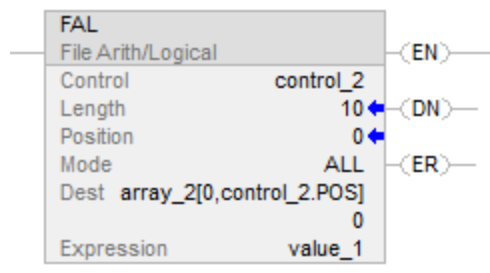 FAL
File Arith/Logical
EN
Control control_2
Length 10
DN
Position 0
Mode ALL
ER
Dest array_2[0,control_2.POS]
0
Expression value_1